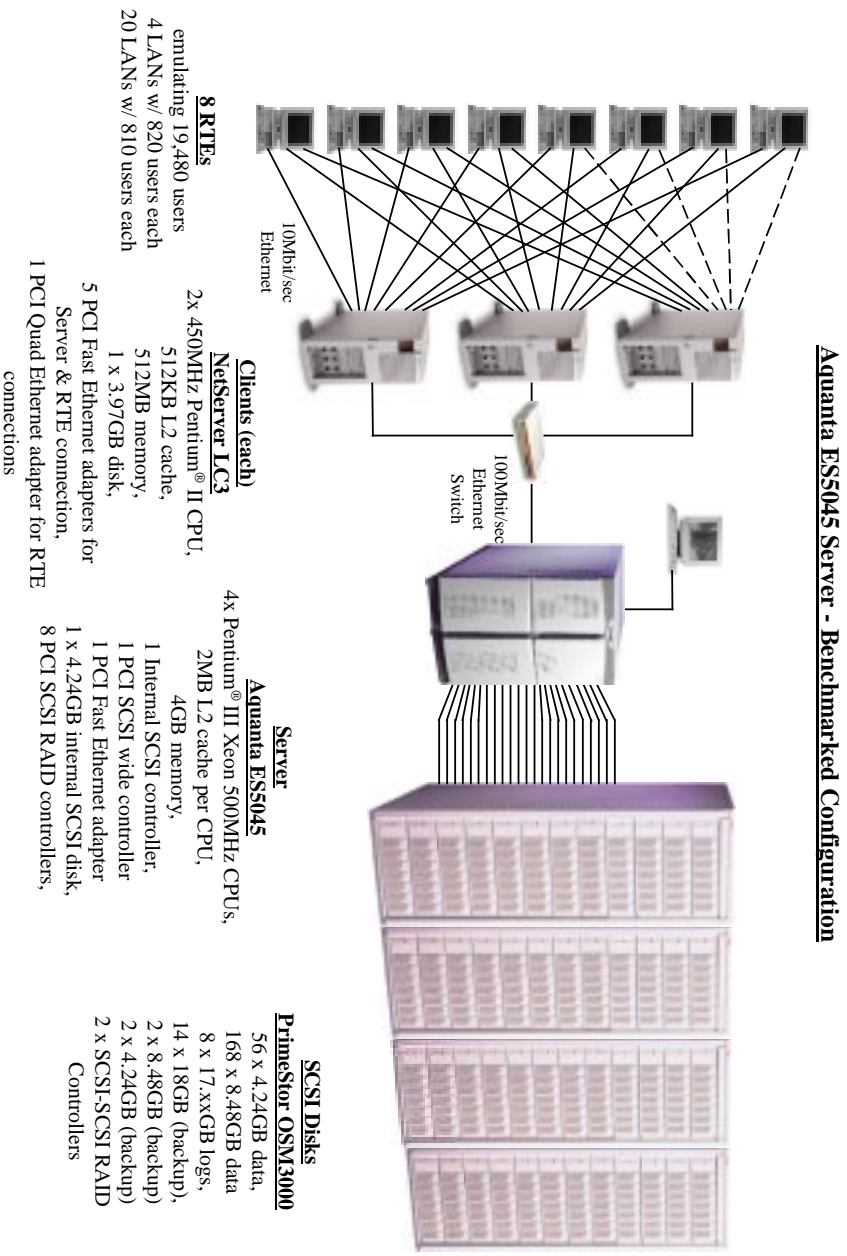 Aquanta ES5045 Server - Benchmarked Configuration
10Mbit/sec
Ethernet
100Mbit/sec
Ethernet
Switch
8 RTEs
emulating 19,480 users
4 LANs w/ 820 users each
20 LANs w/ 810 users each
Clients (each)
NetServer LC3
2x 450MHz Pentium® II CPU,
512KB L2 cache,
512MB memory,
1 x 3.97GB disk,
5 PCI Fast Ethernet adapters for
Server & RTE connection,
1 PCI Quad Ethernet adapter for RTE
connections
Server
Aquanta ES5045
4x Pentium® III Xeon 500MHz CPUs,
2MB L2 cache per CPU,
4GB memory,
1 Internal SCSI controller,
1 PCI SCSI wide controller
1 PCI Fast Ethernet adapter
1 x 4.24GB internal SCSI disk,
8 PCI SCSI RAID controllers,
SCSI Disks
PrimeStor OSM3000
56 x 4.24GB data,
168 x 8.48GB data
8 x 17.xxGB logs,
14 x 18GB (backup),
2 x 8.48GB (backup)
2 x 4.24GB (backup)
2 x SCSI-SCSI RAID
Controllers